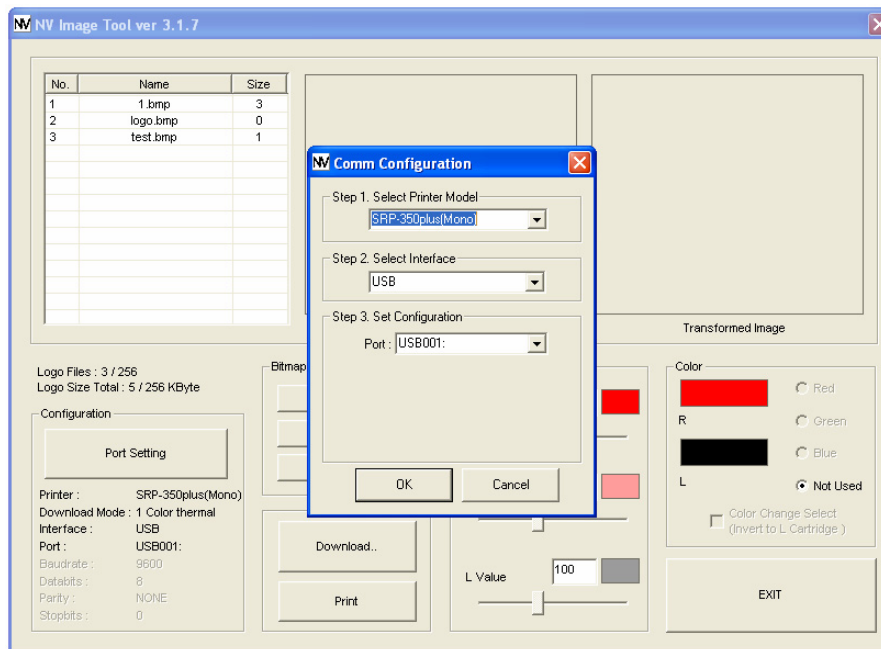 NV Image Tool ver 3.1.7
No. Name Size
1 1.bmp 3
2 logo.bmp 0
3 test.bmp 1
Comm Configuration
Step 1. Select Printer Model
SRP-350plus(Mono)
Step 2. Select Interface
USB
Step 3. Set Configuration
Port : USB001:
OK Cancel
Transformed Image
Logo Files : 3 / 256
Logo Size Total : 5 / 256 KByte
Configuration
Port Setting
Printer : SRP-350plus(Mono)
Download Mode : 1 Color thermal
Interface : USB
Port : USB001:
Baudrate : 9600
Databits : 8
Parity : NONE
Stopbits : 0
Bitmap
Download..
Print
L Value 100
Color
R
L
Red
Green
Blue
Not Used
Color Change Select
(Invert to L Cartridge )
EXIT